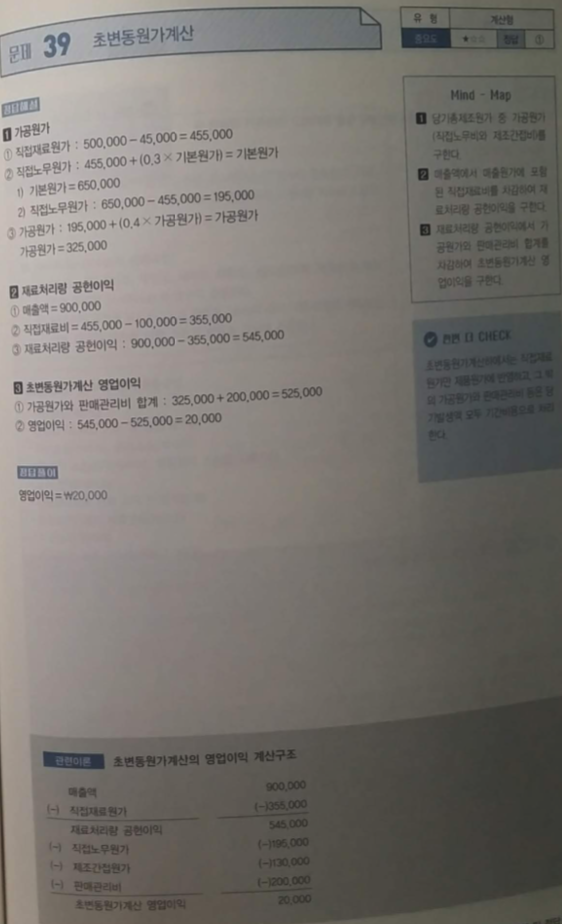 문제 39 초변동원가계산
유 형 계산형
중요도 ★☆☆ 정답 ①
정답해설
1 가공원가
① 직접재료원가 : 500,000 - 45,000 = 455,000
② 직접노무원가 : 455,000 + (0.3 × 기본원가) = 기본원가
1) 기본원가 = 650,000
2) 직접노무원가 : 650,000 - 455,000 = 195,000
③ 가공원가 : 195,000 + (0.4 × 가공원가) = 가공원가
가공원가 = 325,000
2 재료처리량 공헌이익
① 매출액 = 900,000
② 직접재료비 = 455,000 - 100,000 = 355,000
③ 재료처리량 공헌이익 : 900,000 - 355,000 = 545,000
3 초변동원가계산 영업이익
① 가공원가와 판매관리비 합계 : 325,000 + 200,000 = 525,000
② 영업이익 : 545,000 - 525,000 = 20,000
정답풀이
영업이익 = ₩20,000
Mind - Map
1 당기총제조원가 중 가공원가
(직접노무비와 제조간접비)를
구한다.
2 매출액에서 매출원가에 포함
된 직접재료비를 차감하여 재
료처리량 공헌이익을 구한다.
3 재료처리량 공헌이익에서 가
공원가와 판매관리비 합계를
차감하여 초변동원가계산 영
업이익을 구한다.
한번 더 CHECK
초변동원가계산하에서는 직접재료
원가만 제품원가에 반영하고, 그 외
의 가공원가와 판매관리비 등은 당
기발생액 모두 기간비용으로 처리
한다.
관련이론 초변동원가계산의 영업이익 계산구조
매출액 900,000
(-) 직접재료원가 (-)355,000
재료처리량 공헌이익 545,000
(-) 직접노무원가 (-)195,000
(-) 제조간접원가 (-)130,000
(-) 판매관리비 (-)200,000
초변동원가계산 영업이익 20,000